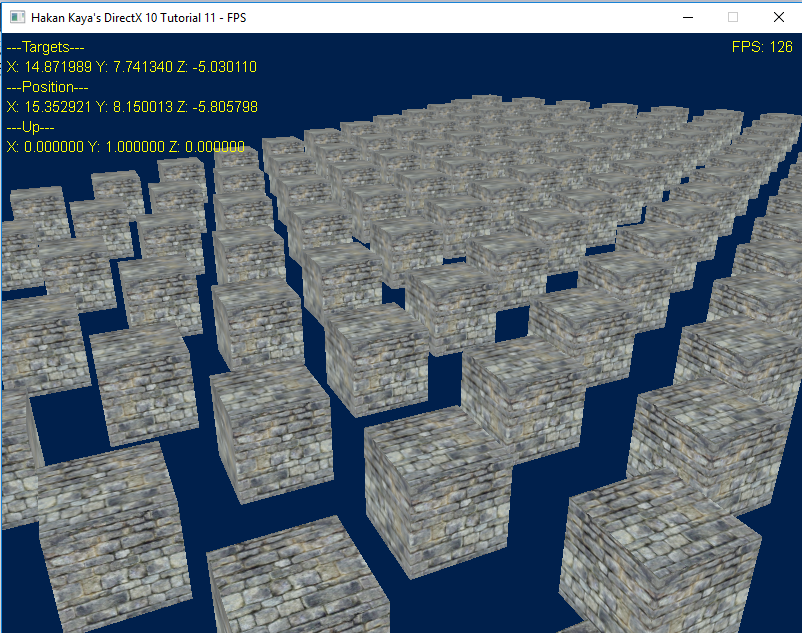 Hakan Kaya's DirectX 10 Tutorial 11 - FPS
---Targets---
FPS: 126
X: 14.871989 Y: 7.741340 Z: -5.030110
---Position---
X: 15.352921 Y: 8.150013 Z: -5.805798
---Up---
X: 0.000000 Y: 1.000000 Z: 0.000000